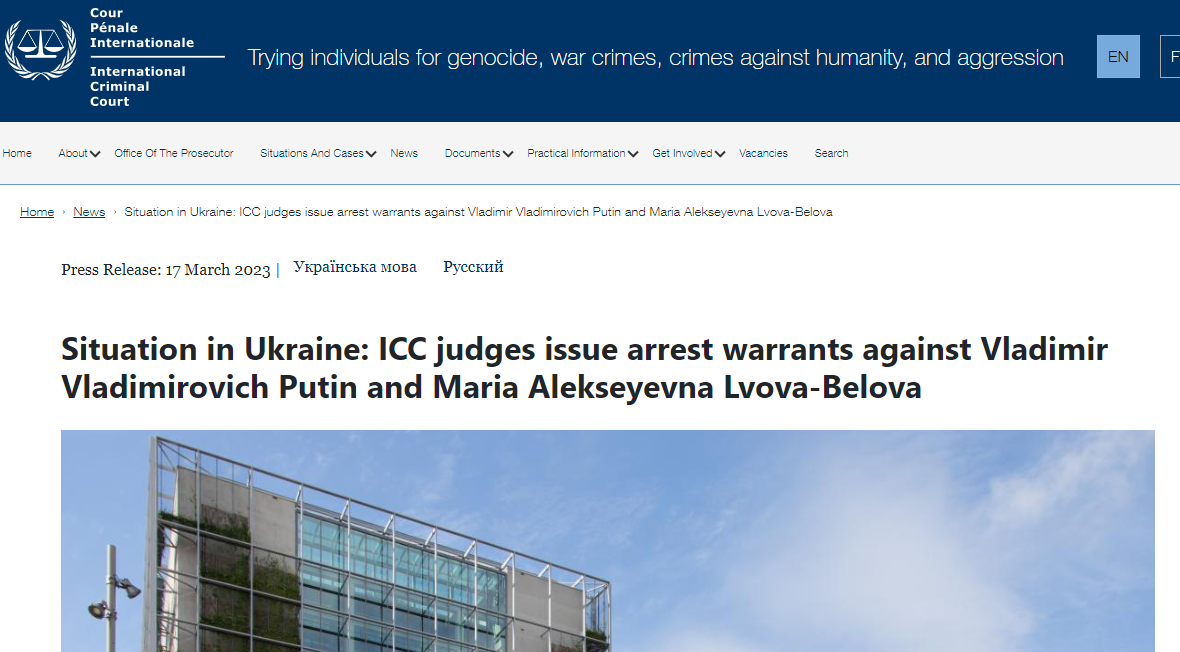 Cour
Pénale
Internationale
International
Criminal
Court
Trying individuals for genocide, war crimes, crimes against humanity, and aggression
EN
F
Home About Office Of The Prosecutor Situations And Cases News Documents Practical Information Get Involved Vacancies Search
Home › News › Situation in Ukraine: ICC judges issue arrest warrants against Vladimir Vladimirovich Putin and Maria Alekseyevna Lvova-Belova
Press Release: 17 March 2023 | Українська мова Русский
Situation in Ukraine: ICC judges issue arrest warrants against Vladimir
Vladimirovich Putin and Maria Alekseyevna Lvova-Belova